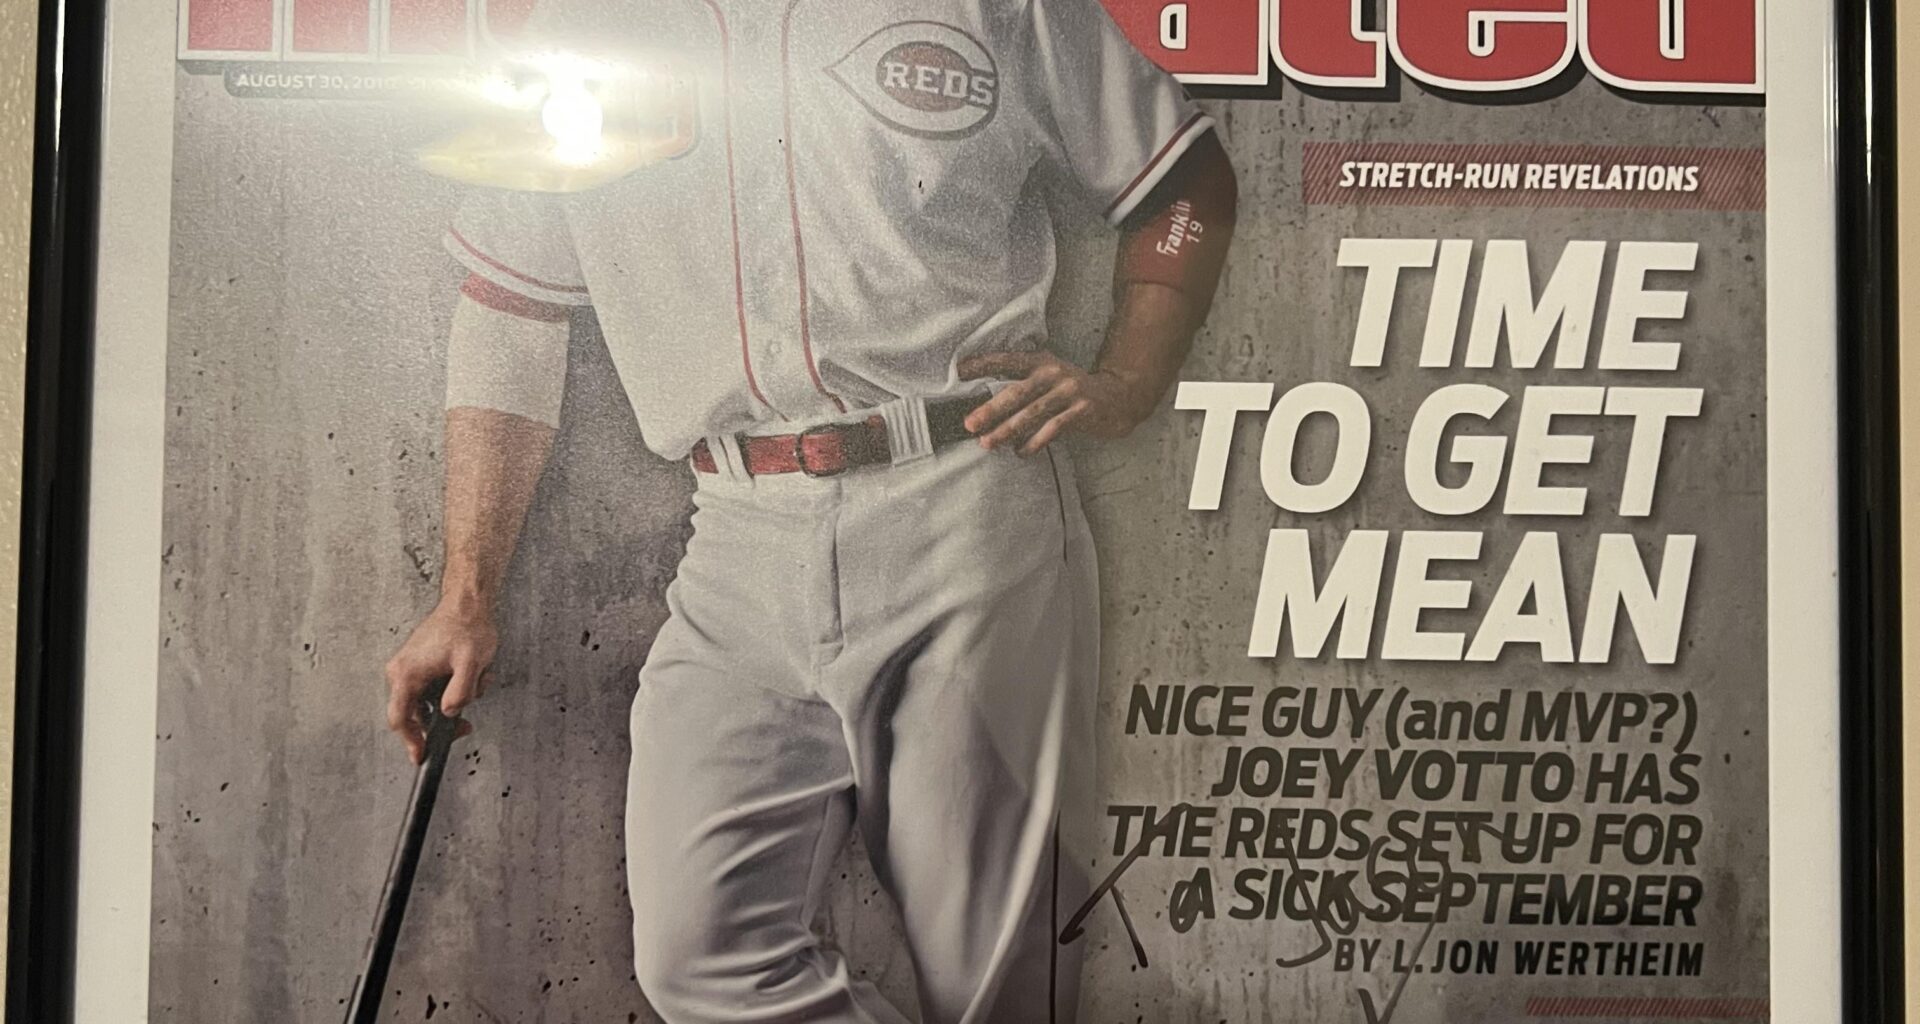 ated
AUGUST 30, 2010
REDS
STRETCH-RUN REVELATIONS
Franklin
19
TIME
TO GET
MEAN
NICE GUY (and MVP?)
JOEY VOTTO HAS
THE REDS SET UP FOR
A SICK SEPTEMBER
BY L. JON WERTHEIM